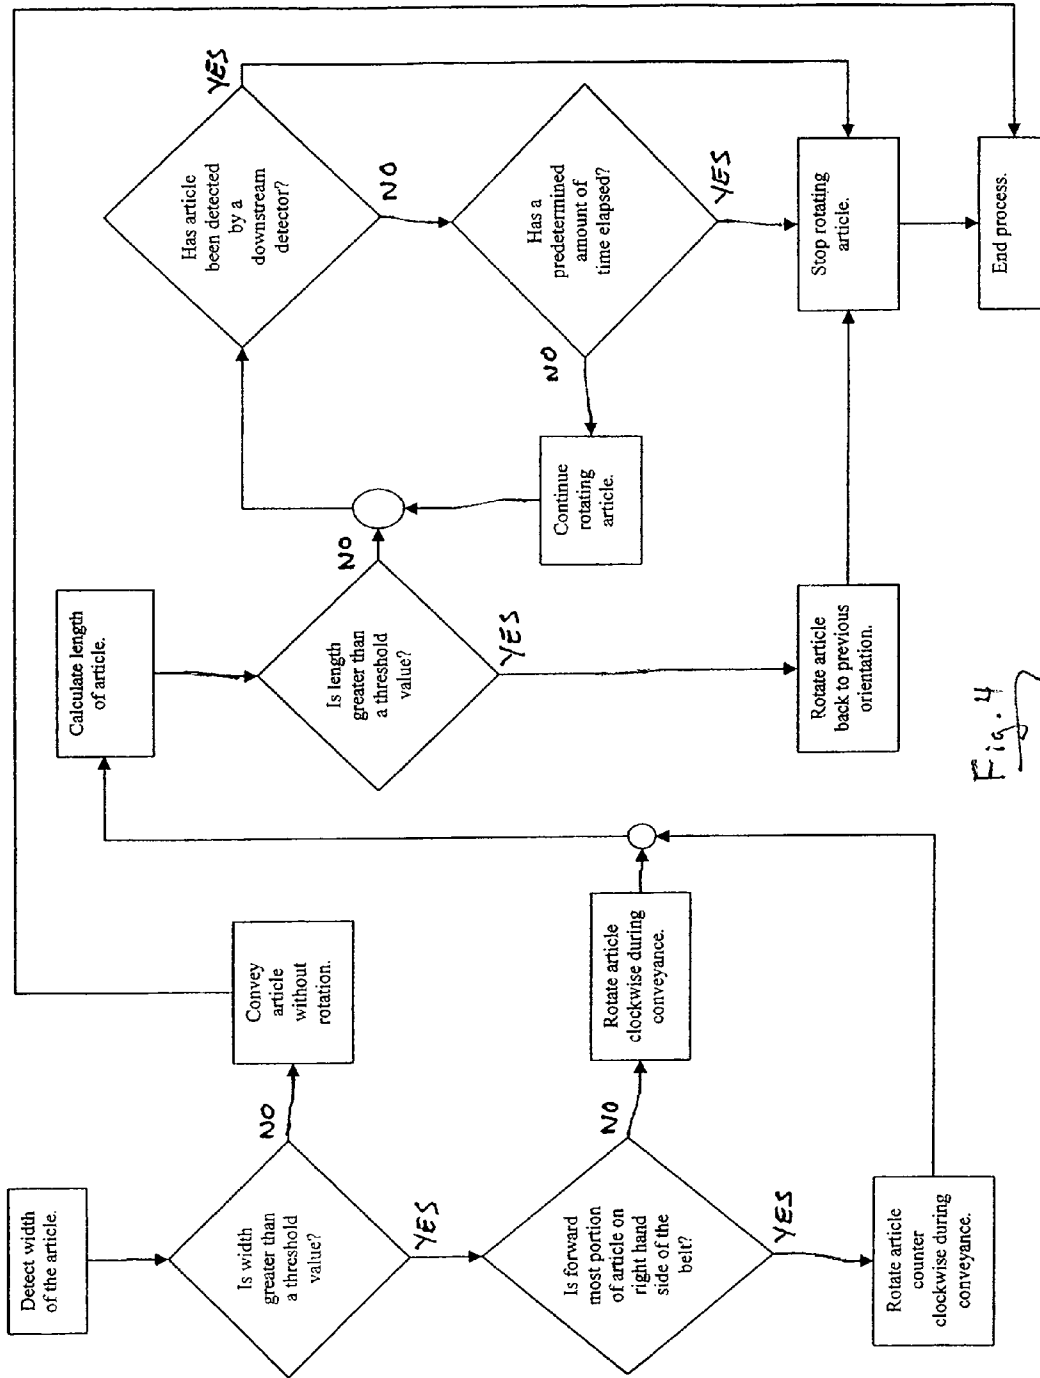 Detect width
of the article.
Is width
greater than
a threshold
value?
NO
YES
Convey
article
without
rotation.
Is forward
most portion
of article on
right hand
side of the
belt?
NO
YES
Rotate article
clockwise during
conveyance.
Rotate article
counter
clockwise during
conveyance.
Calculate length
of article.
Is length
greater than
a threshold
value?
NO
YES
Rotate article
back to previous
orientation.
Continue
rotating
article.
Has article
been detected
by a
downstream
detector?
YES
NO
Has a
predetermined
amount of
time elapsed?
NO
YES
Stop rotating
article.
End process.
Fig. 4